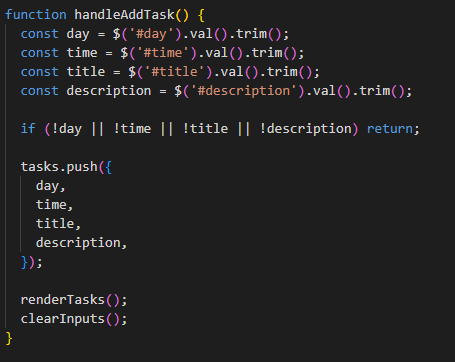 function handleAddTask() {
  const day = $('#day').val().trim();
  const time = $('#time').val().trim();
  const title = $('#title').val().trim();
  const description = $('#description').val().trim();

  if (!day || !time || !title || !description) return;

  tasks.push({
    day,
    time,
    title,
    description,
  });

  renderTasks();
  clearInputs();
}